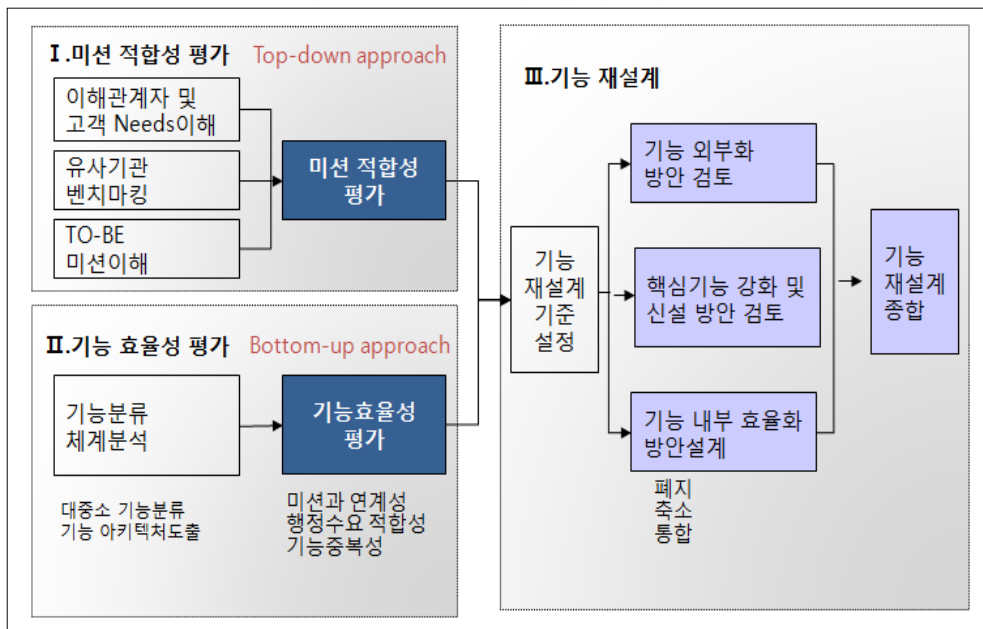 Ⅰ.미션 적합성 평가 Top-down approach
이해관계자 및
고객 Needs이해
유사기관
벤치마킹
TO-BE
미션이해
미션 적합성
평가
Ⅱ.기능 효율성 평가 Bottom-up approach
기능분류
체계분석
대중소 기능분류
기능 아키텍처도출
기능효율성
평가
미션과 연계성
행정수요 적합성
기능중복성
Ⅲ.기능 재설계
기능
재설계
기준
설정
기능 외부화
방안 검토
핵심기능 강화 및
신설 방안 검토
기능 내부 효율화
방안설계
폐지
축소
통합
기능
재설계
종합